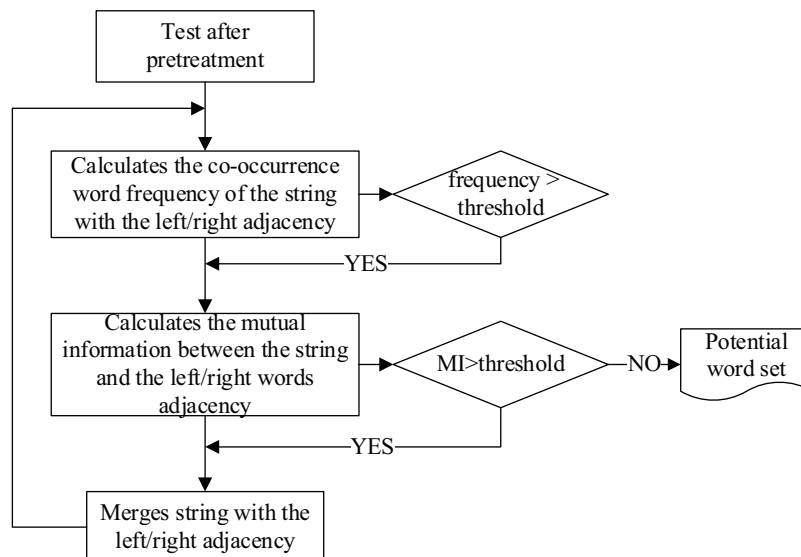 Test after
pretreatment
Calculates the co-occurrence
word frequency of the string
with the left/right adjacency
frequency >
threshold
YES
Calculates the mutual
information between the string
and the left/right words
adjacency
MI>threshold
NO
Potential
word set
YES
Merges string with the
left/right adjacency